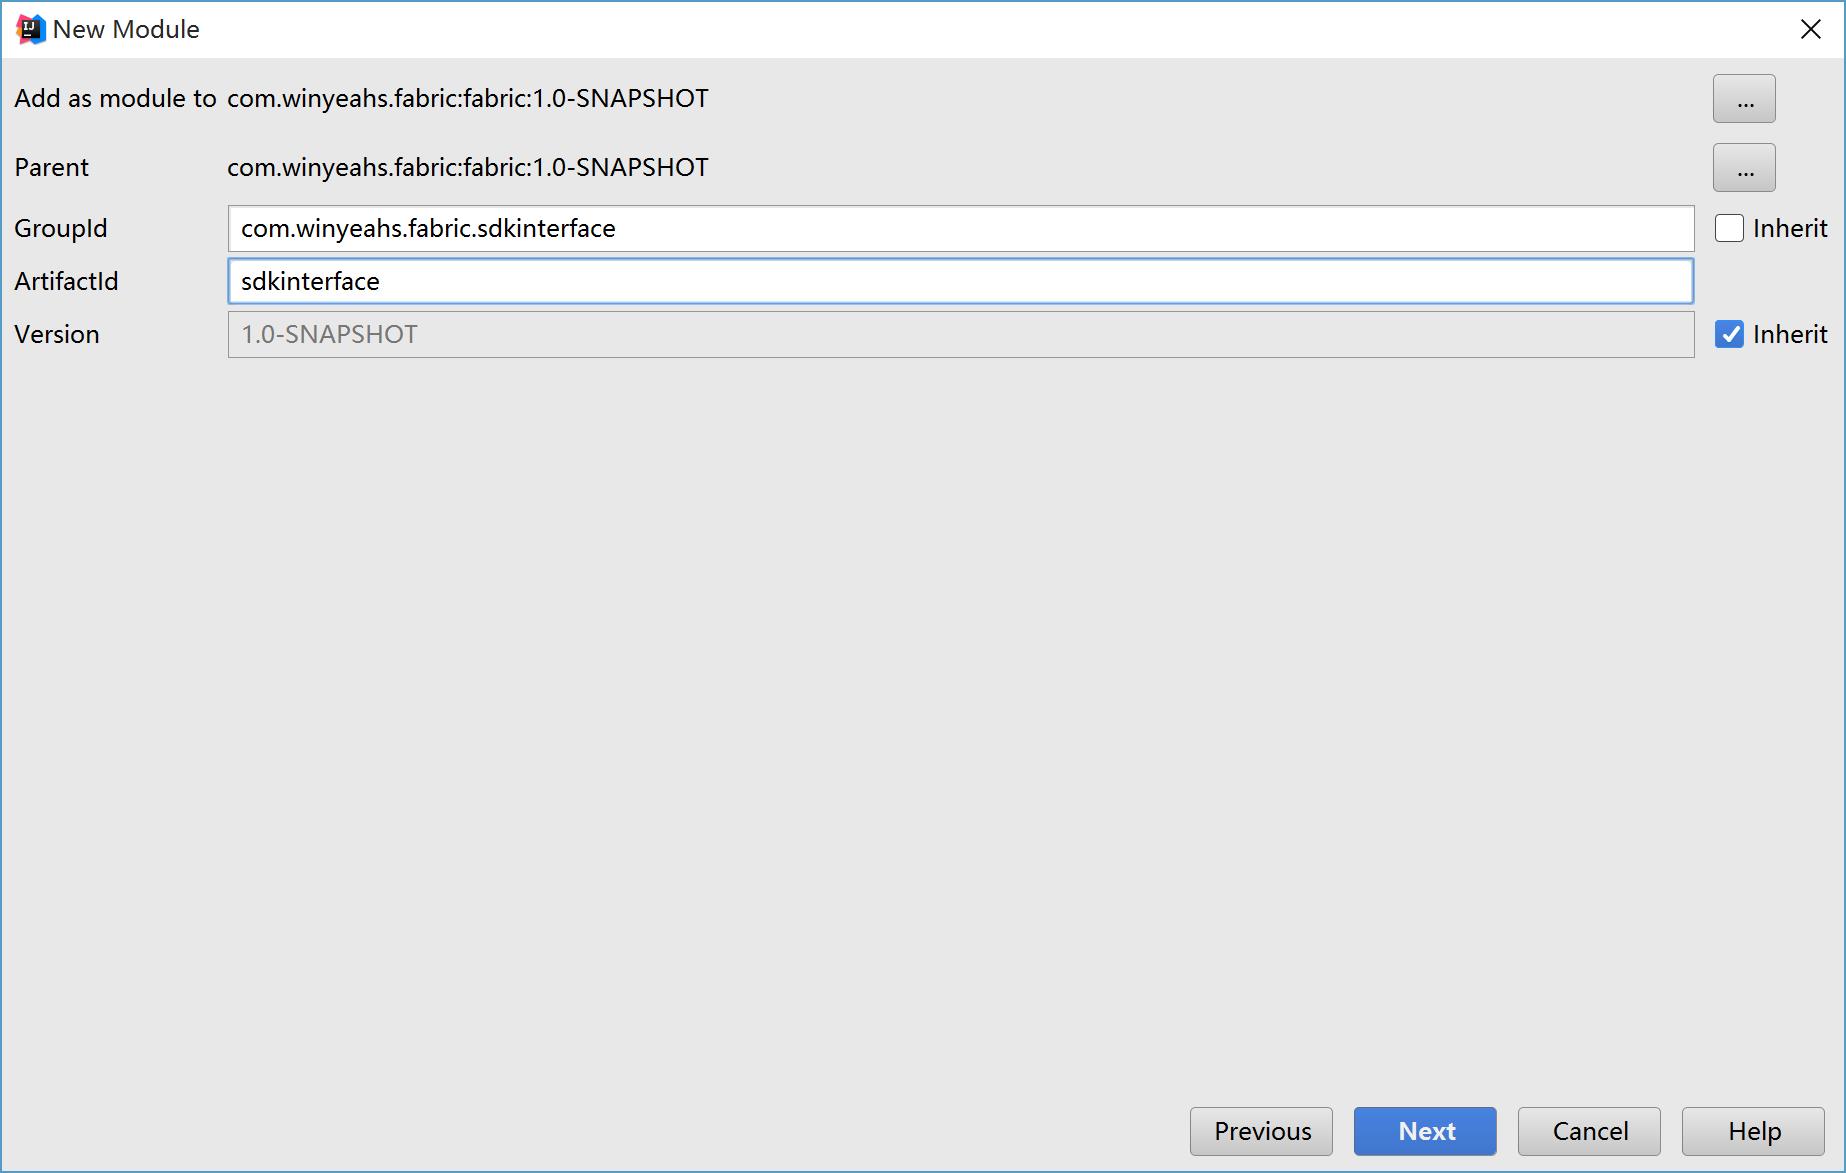 IJ New Module
Add as module to com.winyeahs.fabric:fabric:1.0-SNAPSHOT ...
Parent com.winyeahs.fabric:fabric:1.0-SNAPSHOT ...
GroupId com.winyeahs.fabric.sdkinterface Inherit
ArtifactId sdkinterface
Version 1.0-SNAPSHOT Inherit
Previous Next Cancel Help